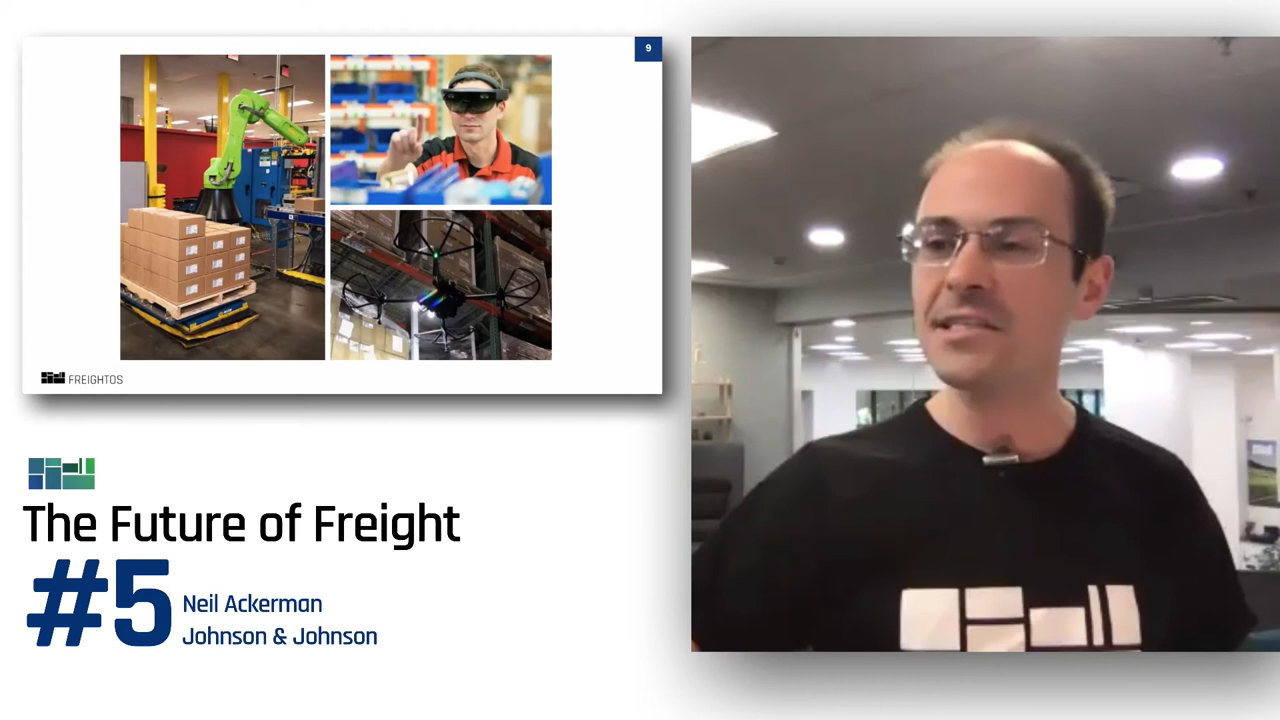 9
FREIGHTOS
The Future of Freight
#5
Neil Ackerman
Johnson & Johnson